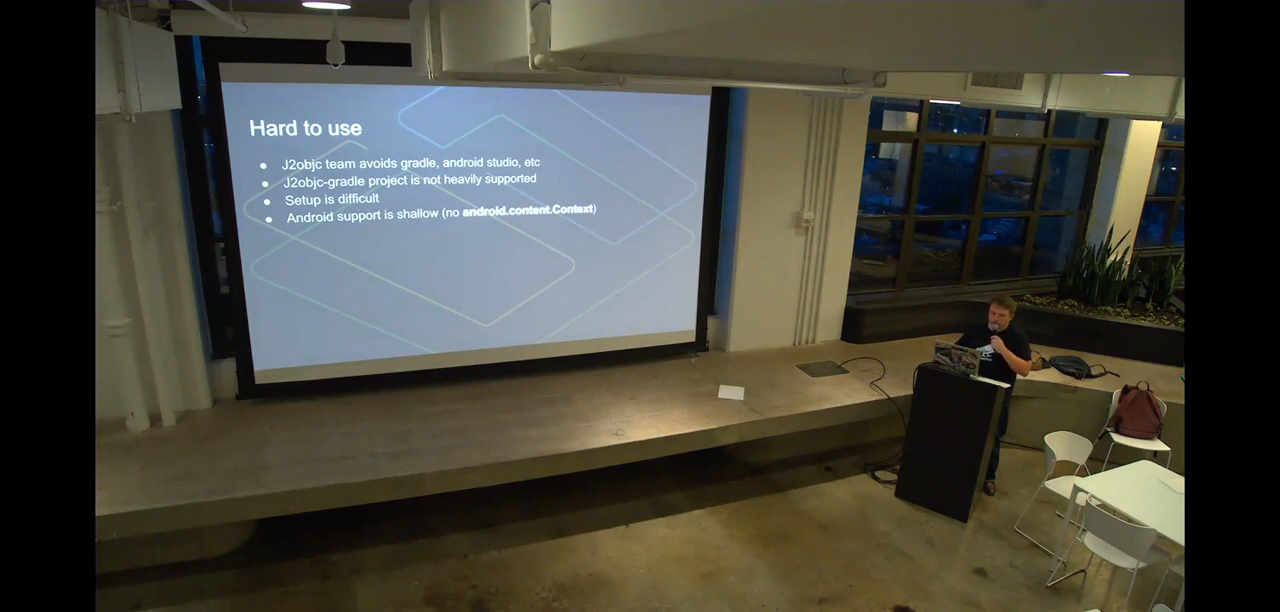 Hard to use
J2objc team avoids gradle, android studio, etc
J2objc-gradle project is not heavily supported
Setup is difficult
Android support is shallow (no android.content.Context)